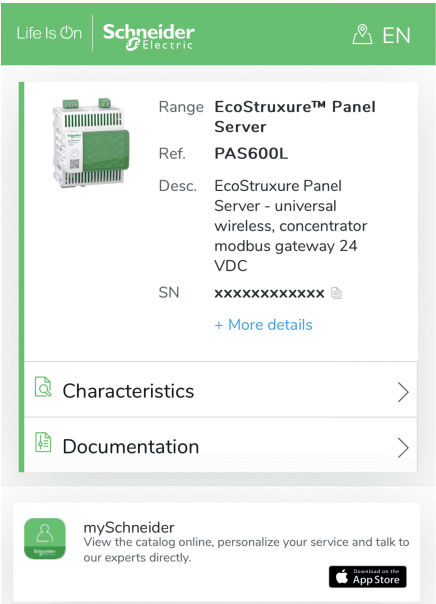 Life Is On Schneider Electric EN
Range EcoStruxure™ Panel
Server
Ref. PAS600L
Desc. EcoStruxure Panel
Server - universal
wireless, concentrator
modbus gateway 24
VDC
SN xxxxxxxxxxxx
+ More details
Characteristics
Documentation
mySchneider
View the catalog online, personalize your service and talk to
our experts directly.
Download on the
App Store